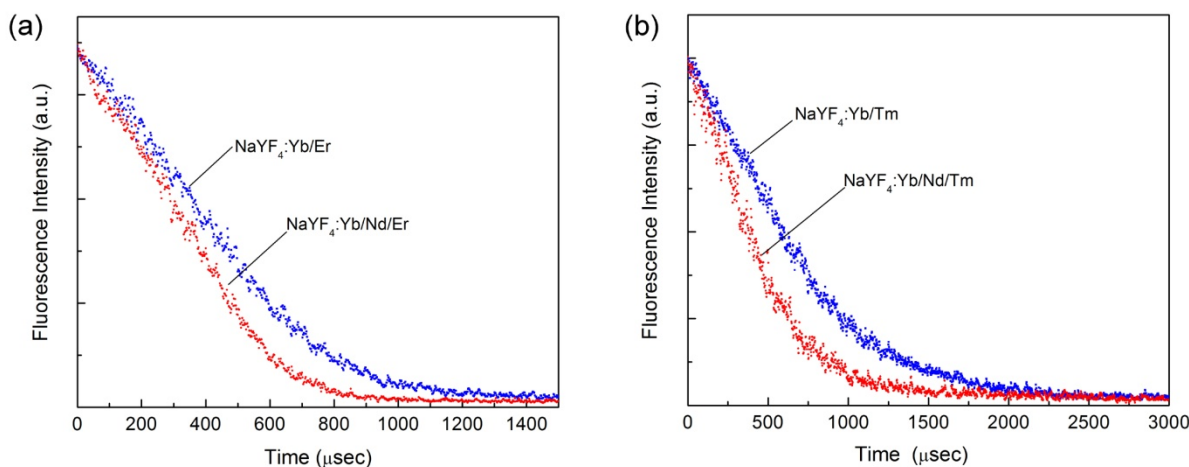 (a)
Fluorescence Intensity (a.u.)
NaYF₄:Yb/Er
NaYF₄:Yb/Nd/Er
0 200 400 600 800 1000 1200 1400
Time (μsec)
(b)
Fluorescence Intensity (a.u.)
NaYF₄:Yb/Tm
NaYF₄:Yb/Nd/Tm
0 500 1000 1500 2000 2500 3000
Time (μsec)